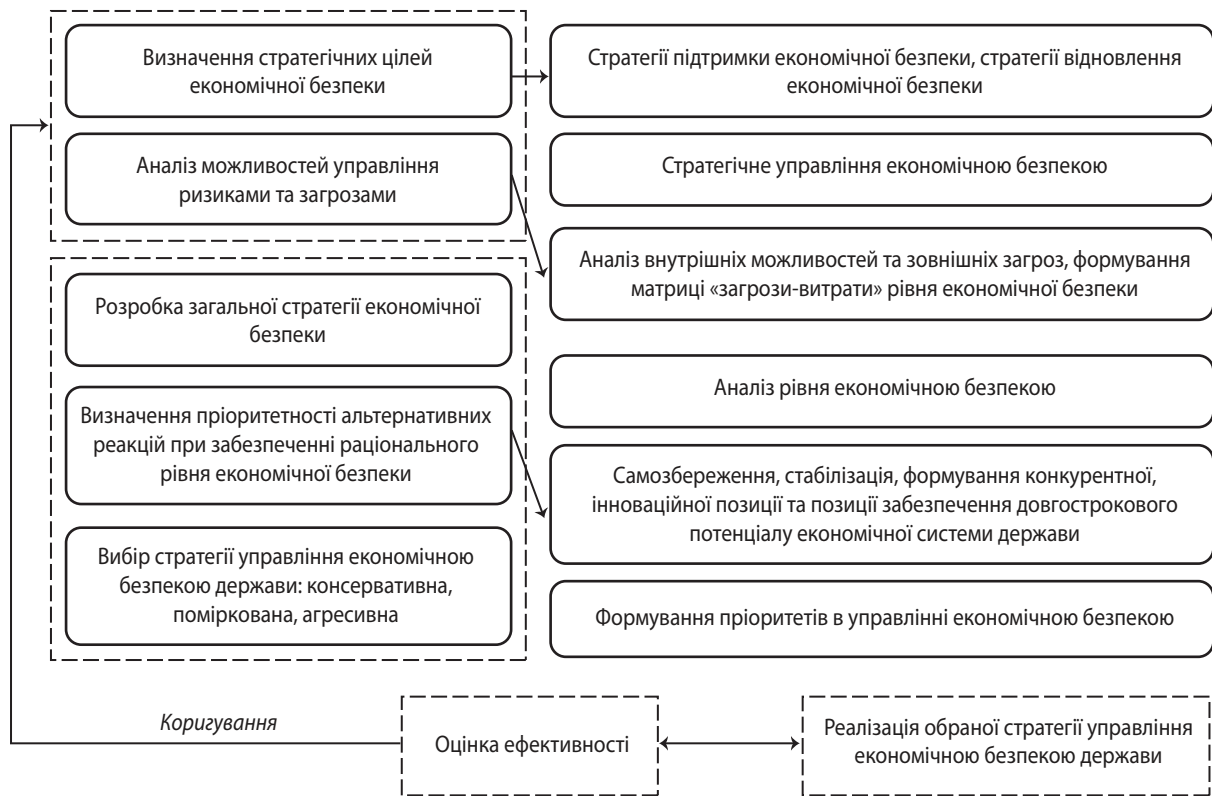 Визначення стратегічних цілей
економічної безпеки
Стратегії підтримки економічної безпеки, стратегії відновлення
економічної безпеки
Аналіз можливостей управління
ризиками та загрозами
Стратегічне управління економічною безпекою
Аналіз внутрішніх можливостей та зовнішніх загроз, формування
матриці «загрози-витрати» рівня економічної безпеки
Розробка загальної стратегії економічної
безпеки
Аналіз рівня економічною безпекою
Визначення пріоритетності альтернативних
реакцій при забезпеченні раціонального
рівня економічної безпеки
Самозбереження, стабілізація, формування конкурентної,
інноваційної позиції та позиції забезпечення довгострокового
потенціалу економічної системи держави
Вибір стратегії управління економічною
безпекою держави: консервативна,
поміркована, агресивна
Формування пріоритетів в управлінні економічною безпекою
Коригування
Оцінка ефективності
Реалізація обраної стратегії управління
економічною безпекою держави